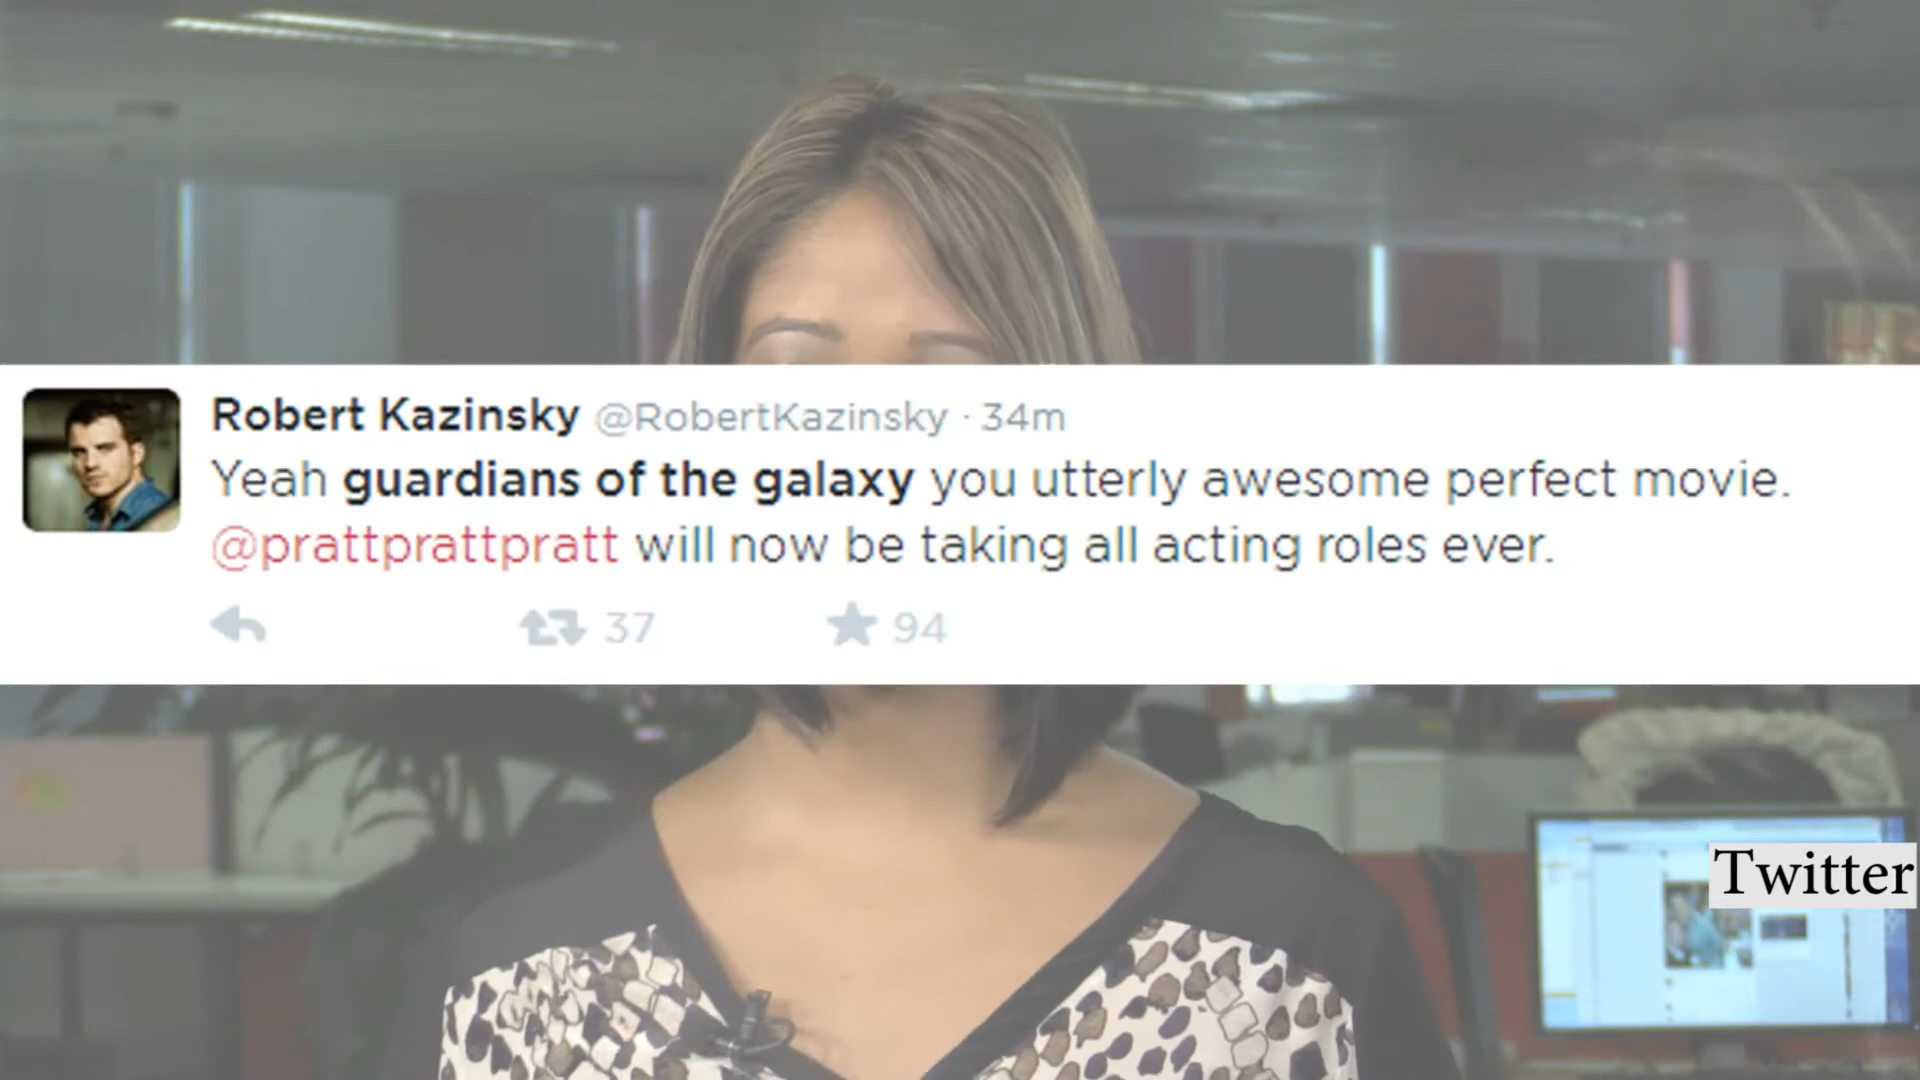 Robert Kazinsky @RobertKazinsky · 34m
Yeah guardians of the galaxy you utterly awesome perfect movie.
@prattprattpratt will now be taking all acting roles ever.
37 94
Twitter